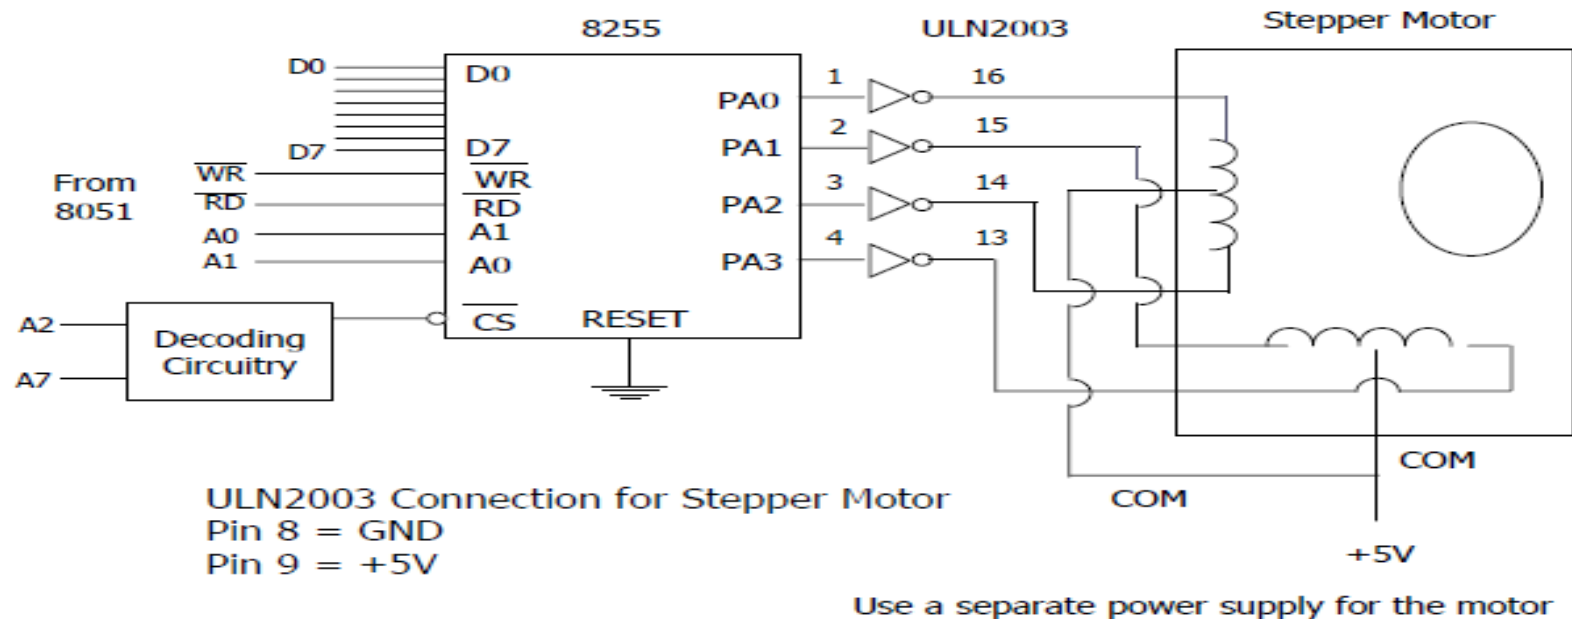 8255
ULN2003
Stepper Motor
D0
D7
From
8051
WR
RD
A0
A1
A2
A7
Decoding
Circuitry
D0
D7
WR
RD
A1
A0
CS
RESET
PA0
PA1
PA2
PA3
1
2
3
4
16
15
14
13
COM
COM
+5V
ULN2003 Connection for Stepper Motor
Pin 8 = GND
Pin 9 = +5V
Use a separate power supply for the motor